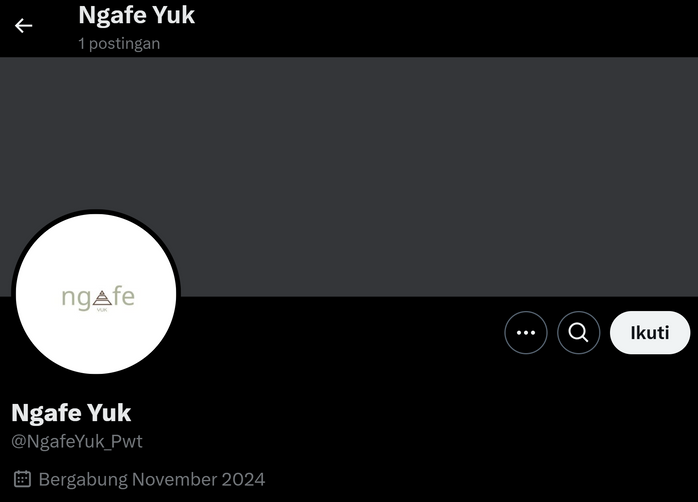 Ngafe Yuk
1 postingan
ngafe
YUK
Ikuti
Ngafe Yuk
@NgafeYuk_Pwt
Bergabung November 2024